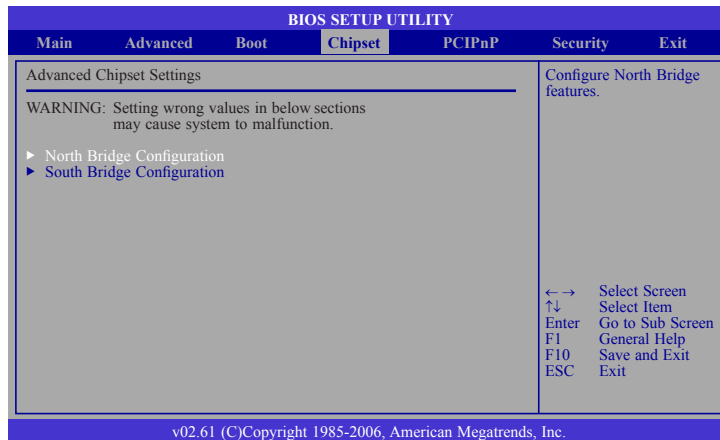 BIOS SETUP UTILITY
Main Advanced Boot Chipset PCIPnP Security Exit
Advanced Chipset Settings
WARNING: Setting wrong values in below sections
may cause system to malfunction.
▶ North Bridge Configuration
▶ South Bridge Configuration
Configure North Bridge
features.
←→ Select Screen
↑↓ Select Item
Enter Go to Sub Screen
F1 General Help
F10 Save and Exit
ESC Exit
v02.61 (C)Copyright 1985-2006, American Megatrends, Inc.